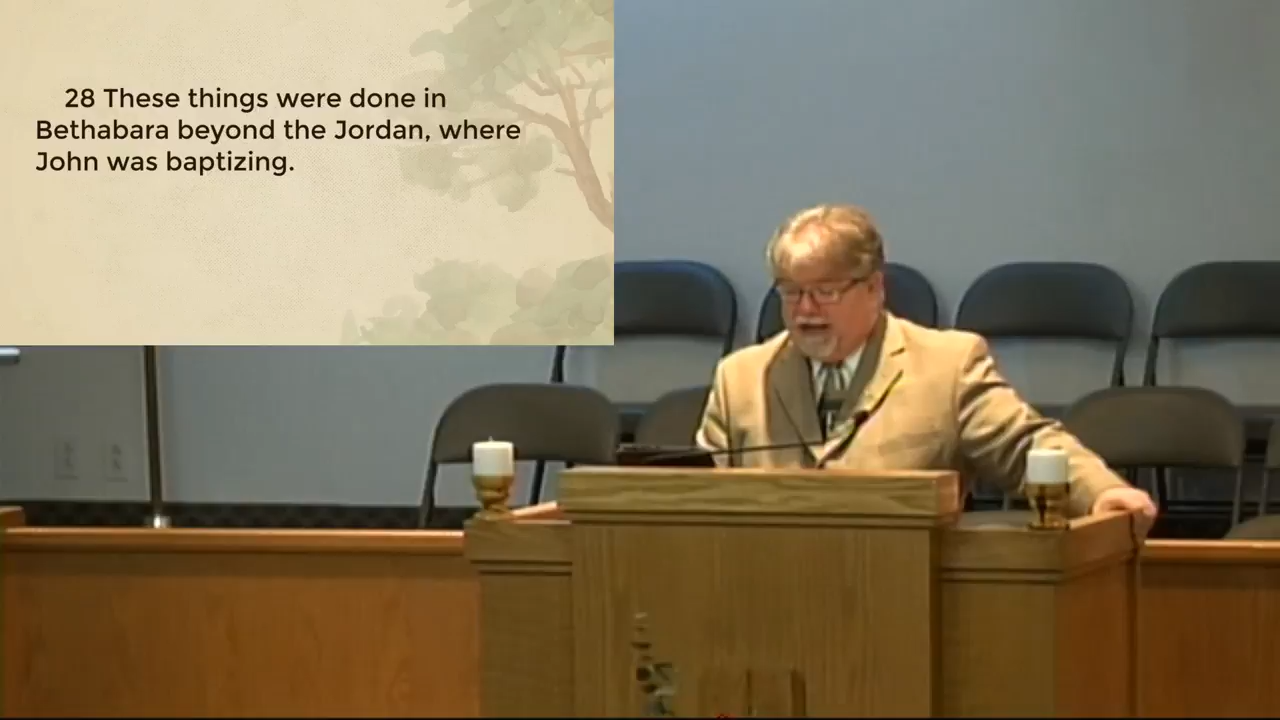 28 These things were done in
Bethabara beyond the Jordan, where
John was baptizing.